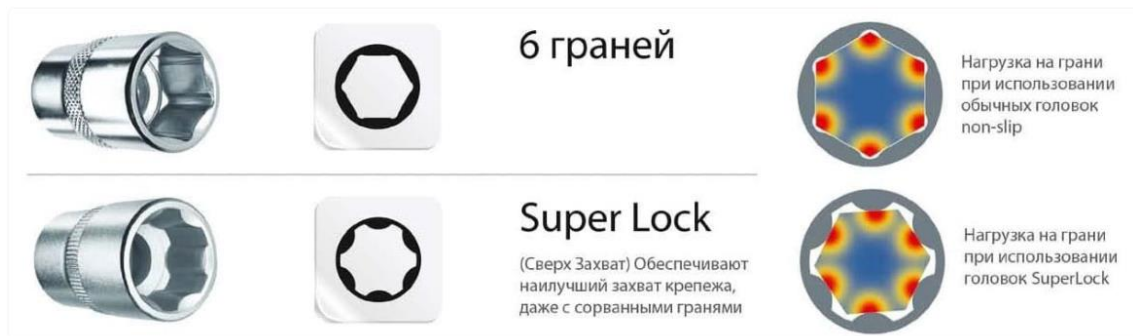 6 граней
Нагрузка на грани
при использовании
обычных головок
non-slip
Super Lock
(Сверх Захват) Обеспечивают
наилучший захват крепежа,
даже с сорванными гранями
Нагрузка на грани
при использовании
головок SuperLock